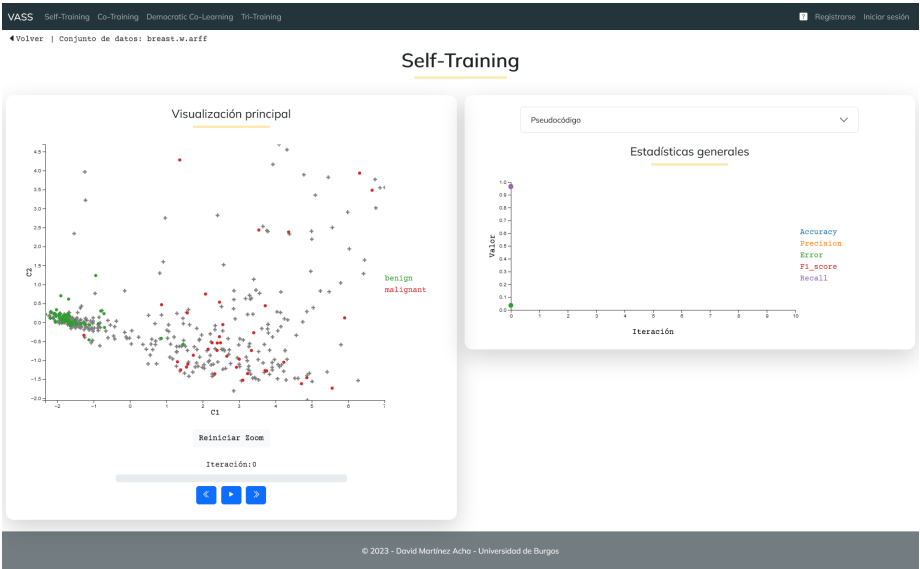 VASS Self-Training Co-Training Democratic Co-Learning Tri-Training ? Registrarse Iniciar sesión
Volver | Conjunto de datos: breast.w.arff
Self-Training
Visualización principal
4.5
4.0
3.5
3.0
2.5
2.0
1.5
1.0
0.5
0.0
−0.5
−1.0
−1.5
−2.0
C2
−2 −1 0 1 2 3 4 5 6 7
C1
benign
malignant
Reiniciar Zoom
Iteración:0
Pseudocódigo
Estadísticas generales
1.0
0.9
0.8
0.7
0.6
0.5
0.4
0.3
0.2
0.1
Valor
0 1 2 3 4 5 6 7 8 9 10
Iteración
Accuracy
Precision
Error
F1_score
Recall
© 2023 - David Martínez Acha - Universidad de Burgos